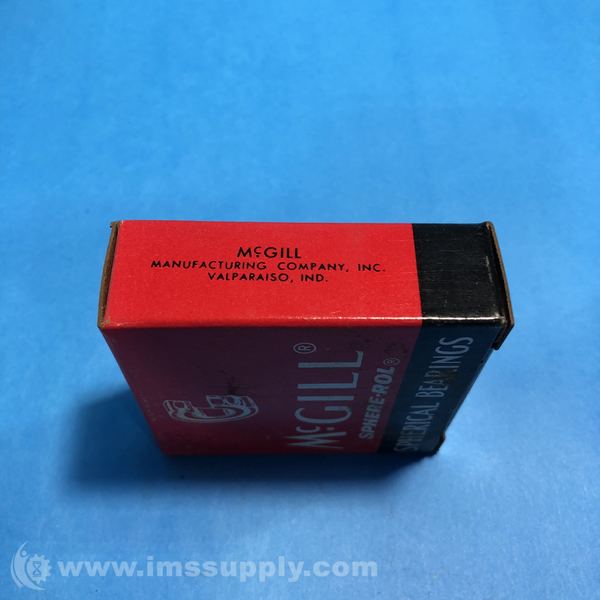 McGILL
MANUFACTURING COMPANY, INC.
VALPARAISO, IND.
McGILL®
SPHERE-ROL®
SPHERICAL BEARINGS
www.imssupply.com